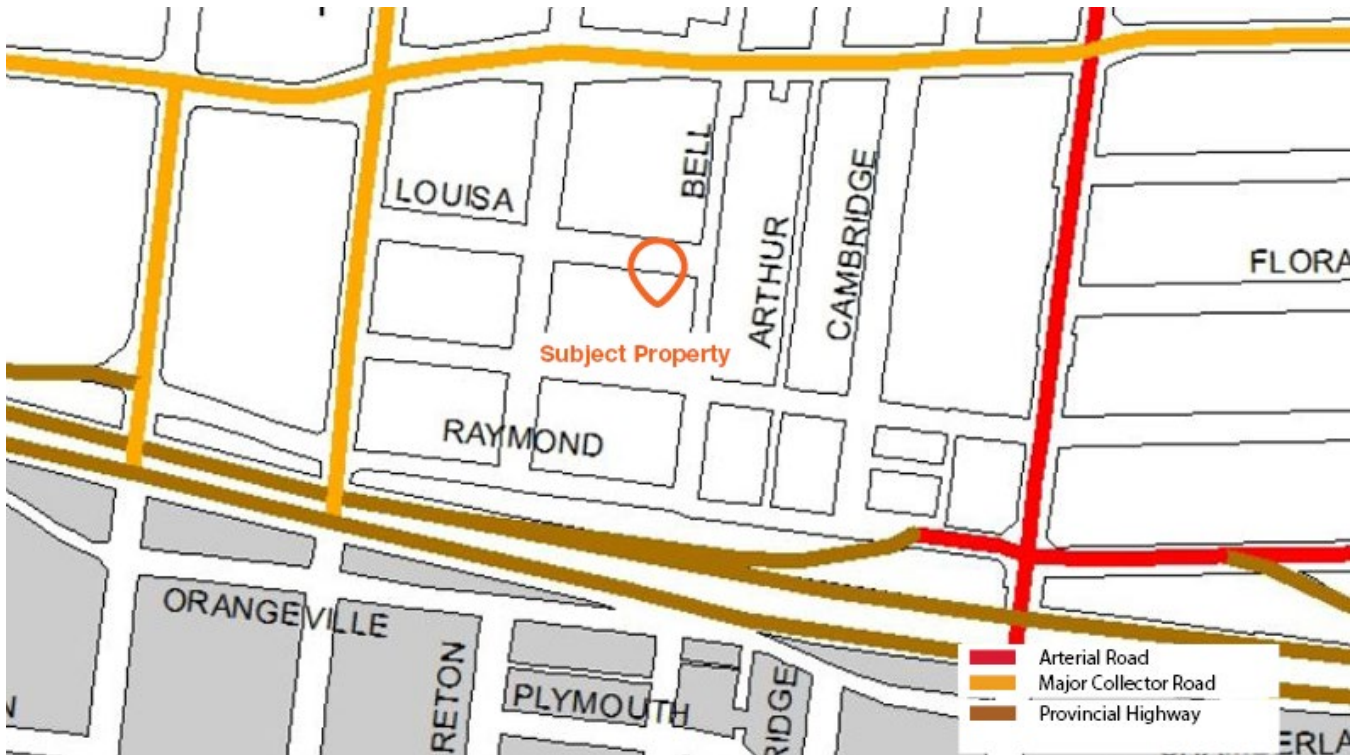 LOUISA
BELL
ARTHUR
CAMBRIDGE
FLORA
Subject Property
RAYMOND
ORANGEVILLE
RETON
PLYMOUTH
RIDGE
N
Arterial Road
Major Collector Road
Provincial Highway